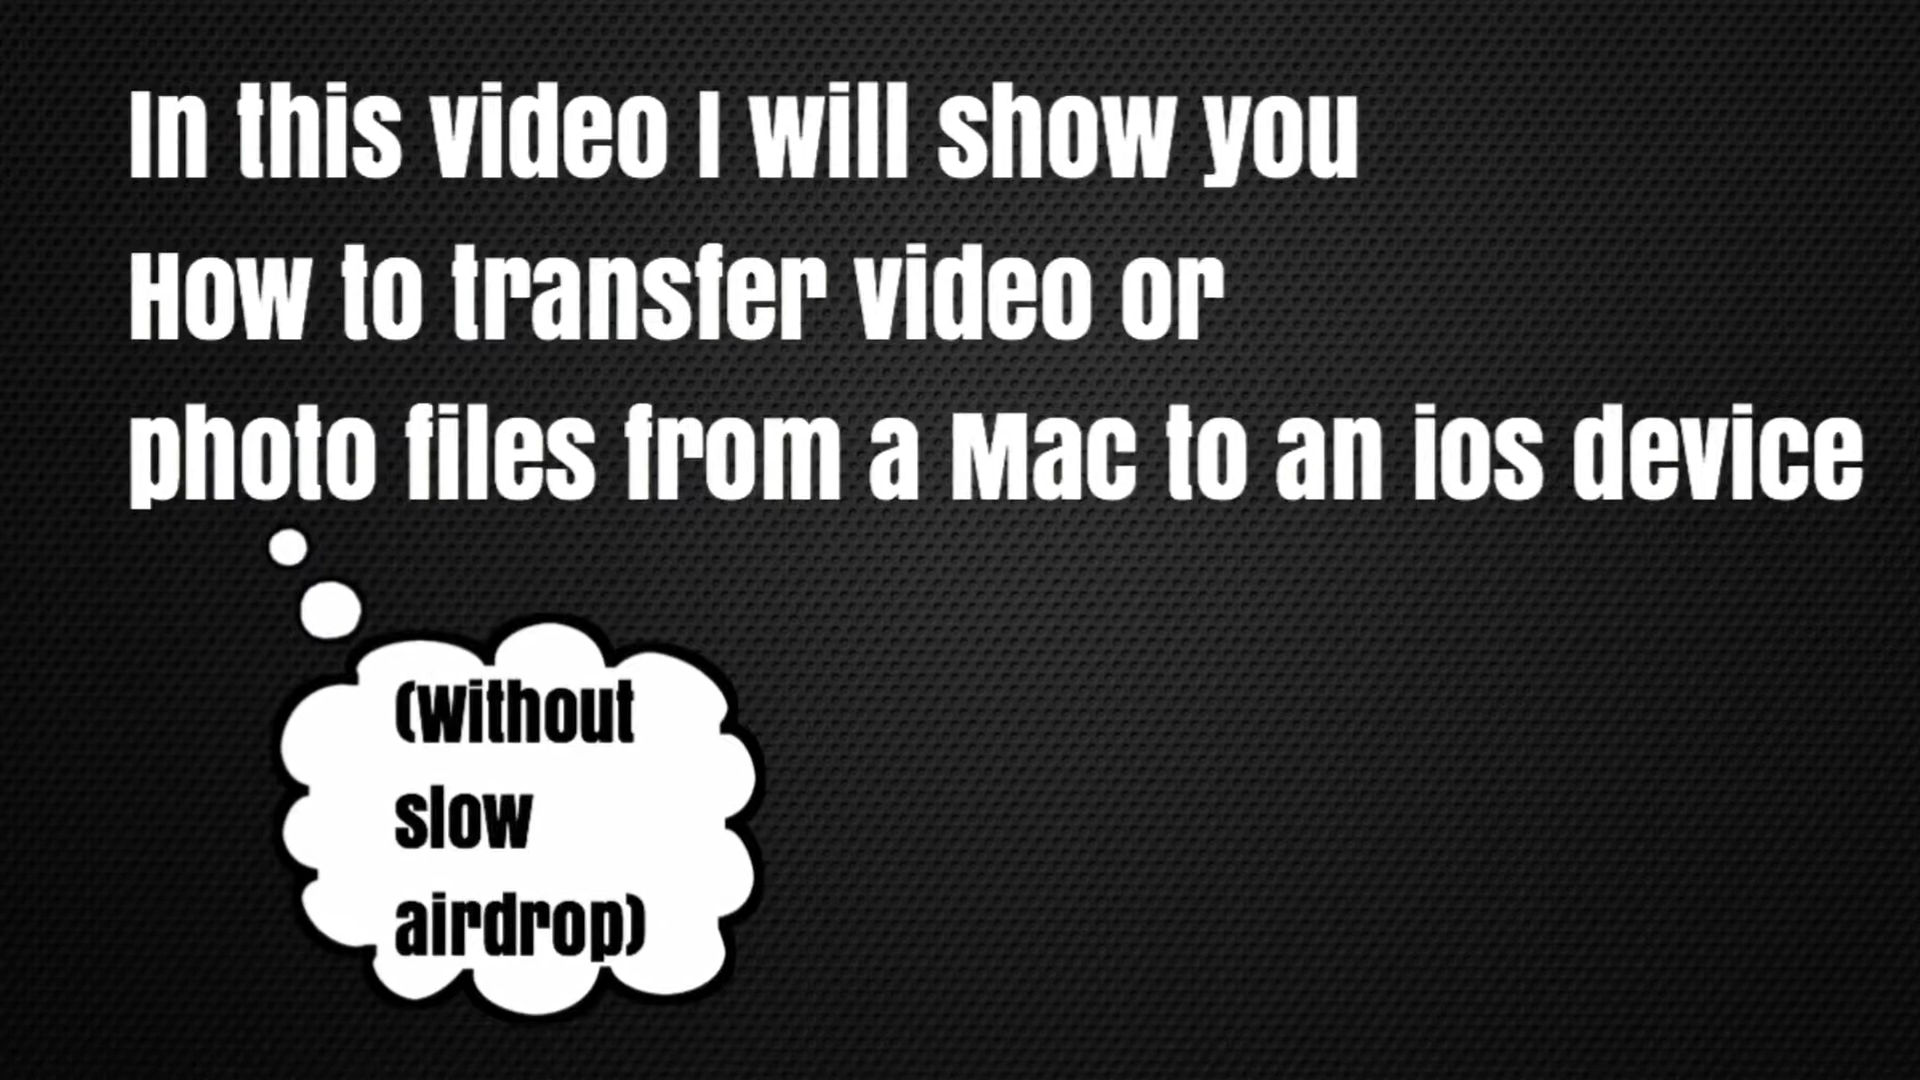 In this video I will show you
How to transfer video or
photo files from a Mac to an ios device
(without
slow
airdrop)